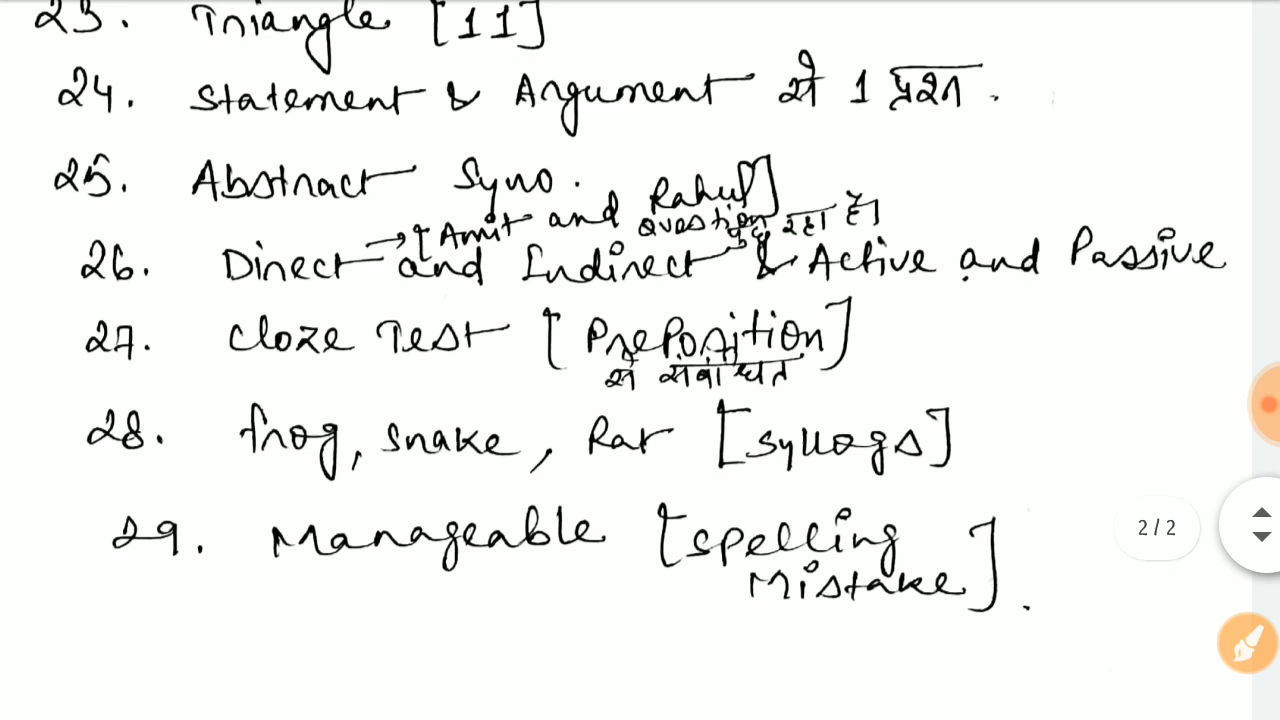 23. Triangle [11]
24. Statement & Argument से 1 प्रश्न.
25. Abstract Syno.
→[Amit and Rahul]
question पूछ रहा है।
26. Direct and Indirect & Active and Passive
27. Cloze Test [Preposition]
से संबंधित
28. frog, snake, Rat [syllogs]
29. Manageable [spelling
Mistake].
2/2